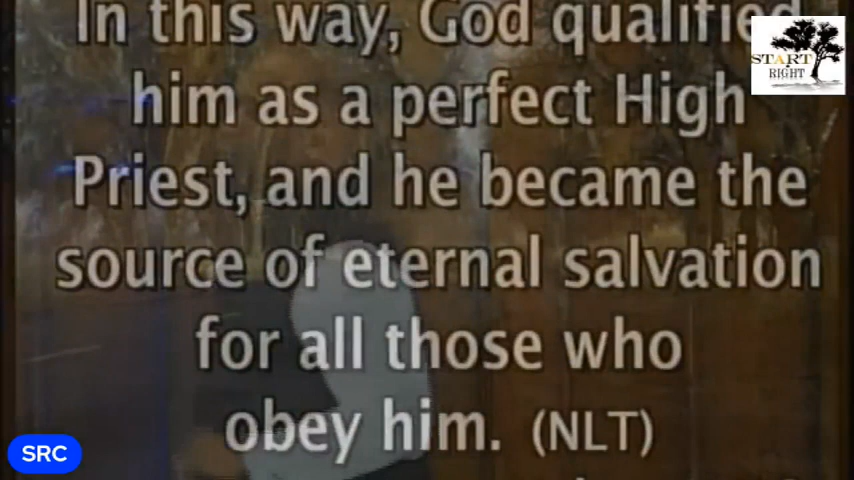 In this way, God qualified
him as a perfect High
Priest, and he became the
source of eternal salvation
for all those who
obey him. (NLT)
START
RIGHT
SRC